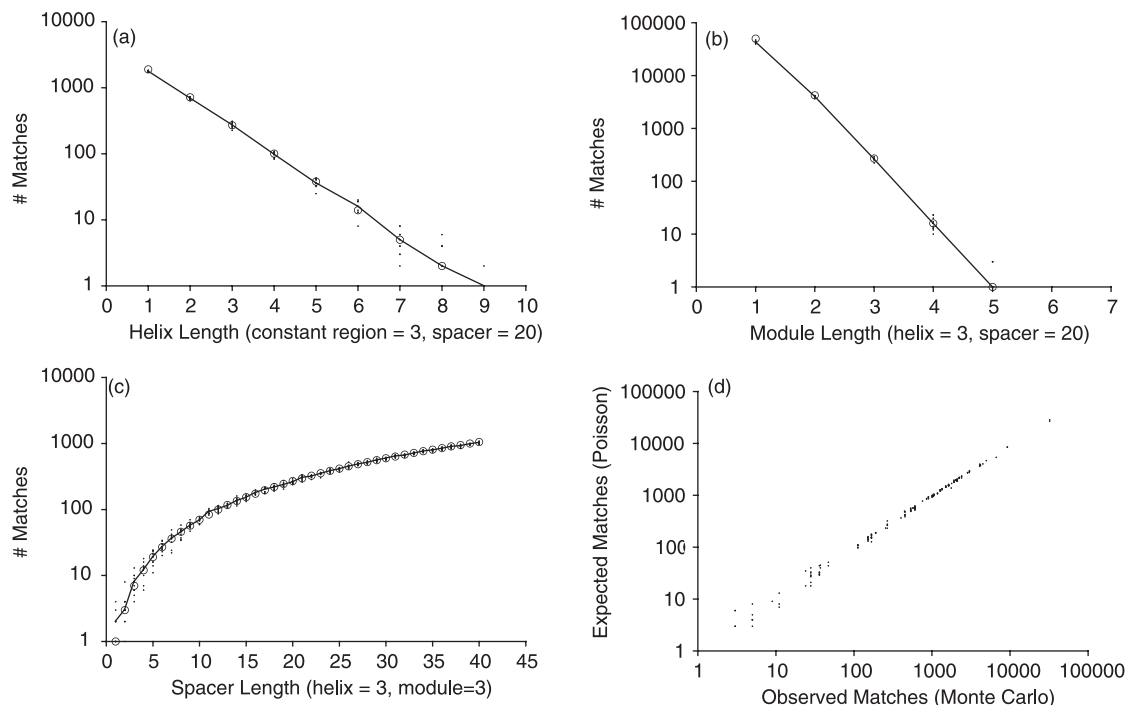 (a)
10000
1000
100
10
1
# Matches
0 1 2 3 4 5 6 7 8 9 10
Helix Length (constant region = 3, spacer = 20)
(b)
100000
10000
1000
100
10
1
# Matches
0 1 2 3 4 5 6 7
Module Length (helix = 3, spacer = 20)
(c)
10000
1000
100
10
1
# Matches
0 5 10 15 20 25 30 35 40 45
Spacer Length (helix = 3, module=3)
(d)
100000
10000
1000
100
10
1
Expected Matches (Poisson)
1 10 100 1000 10000 100000
Observed Matches (Monte Carlo)